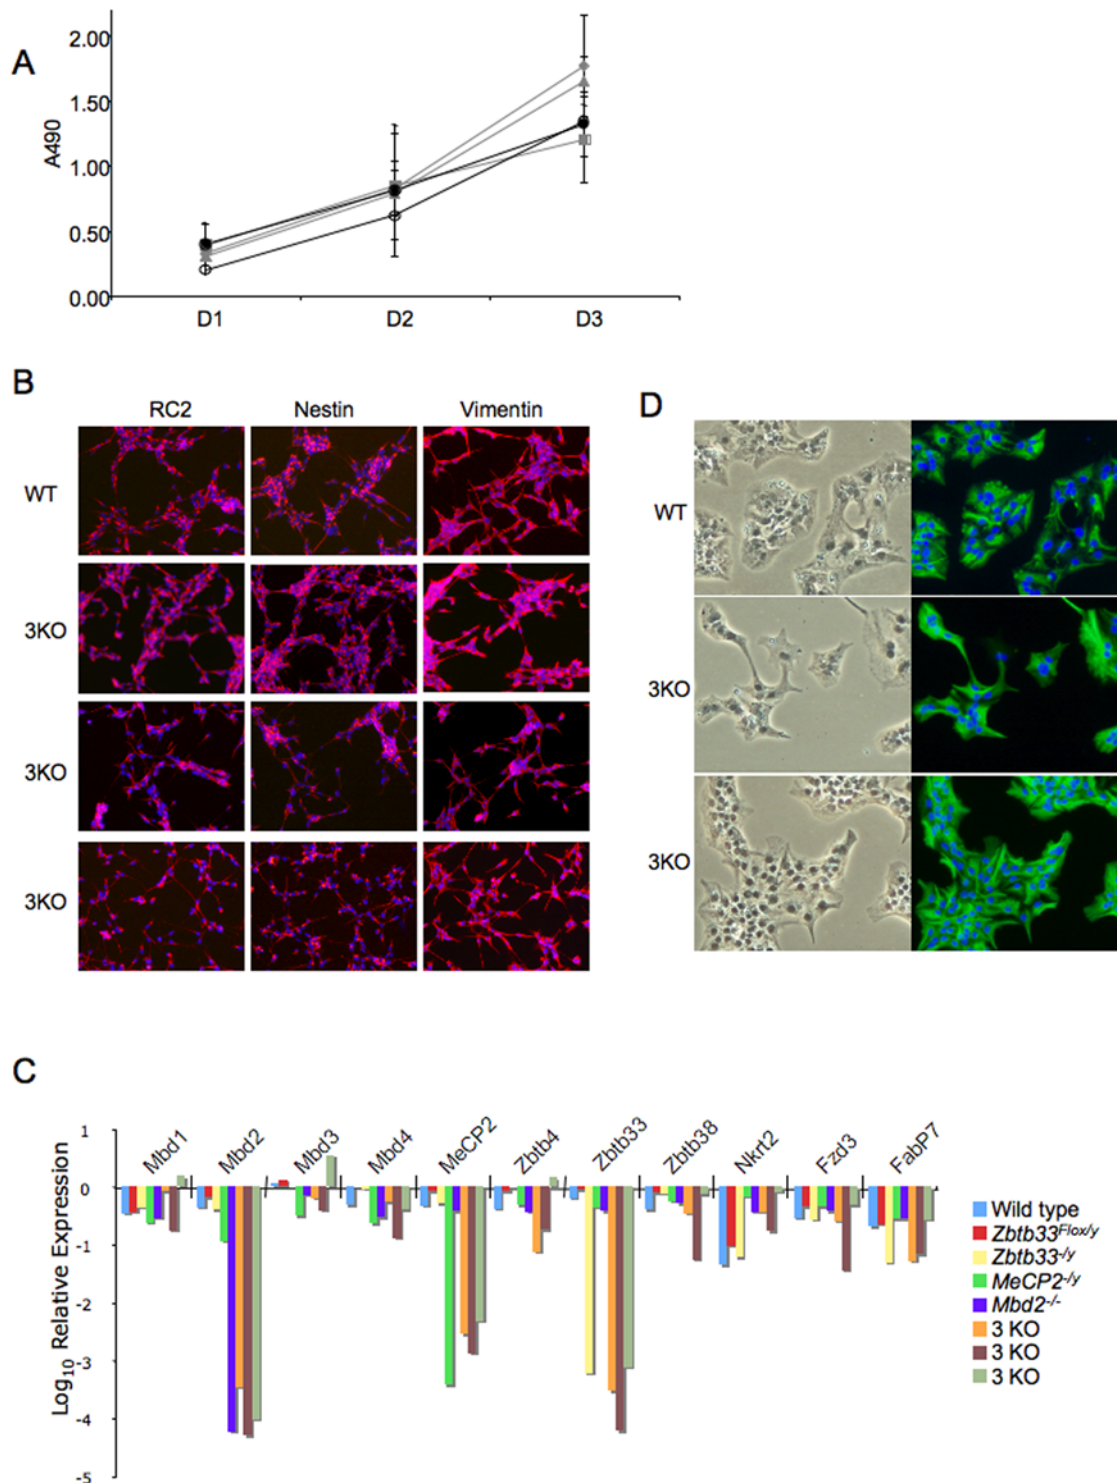 A
2.00
1.50
1.00
0.50
0.00
A490
D1 D2 D3
B
RC2 Nestin Vimentin
WT
3KO
3KO
3KO
D
WT
3KO
3KO
C
Mbd1 Mbd2 Mbd3 Mbd4 MeCP2 Zbtb4 Zbtb33 Zbtb38 Nkrt2 Fzd3 FabP7
Log10 Relative Expression
1
0
-1
-2
-3
-4
-5
Wild type
Zbtb33Flox/y
Zbtb33-/y
MeCP2-/y
Mbd2-/-
3 KO
3 KO
3 KO